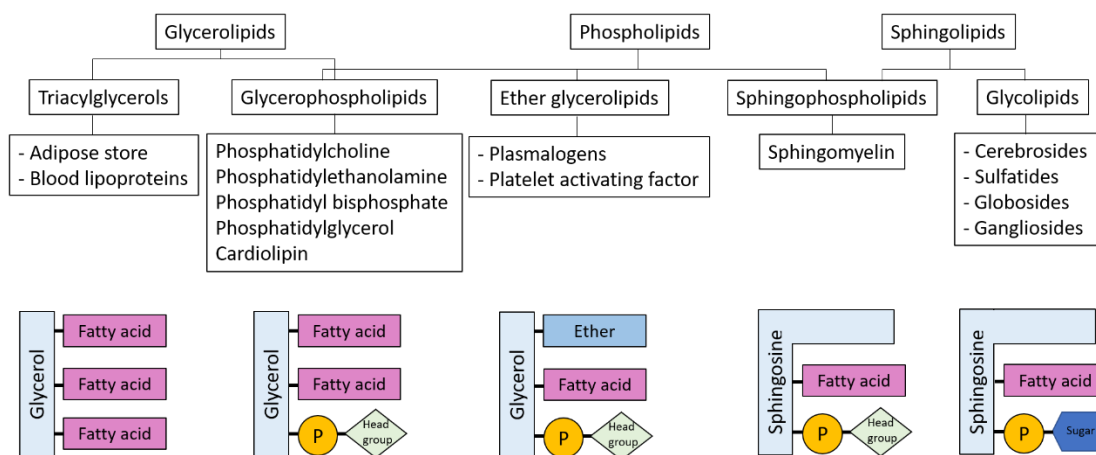 Glycerolipids
Phospholipids
Sphingolipids
Triacylglycerols
Glycerophospholipids
Ether glycerolipids
Sphingophospholipids
Glycolipids
- Adipose store
- Blood lipoproteins
Phosphatidylcholine
Phosphatidylethanolamine
Phosphatidyl bisphosphate
Phosphatidylglycerol
Cardiolipin
- Plasmalogens
- Platelet activating factor
Sphingomyelin
- Cerebrosides
- Sulfatides
- Globosides
- Gangliosides
Glycerol
Fatty acid
Fatty acid
Fatty acid
Glycerol
Fatty acid
Fatty acid
P
Head
group
Glycerol
Ether
Fatty acid
P
Head
group
Sphingosine
Fatty acid
P
Head
group
Sphingosine
Fatty acid
P
Sugar